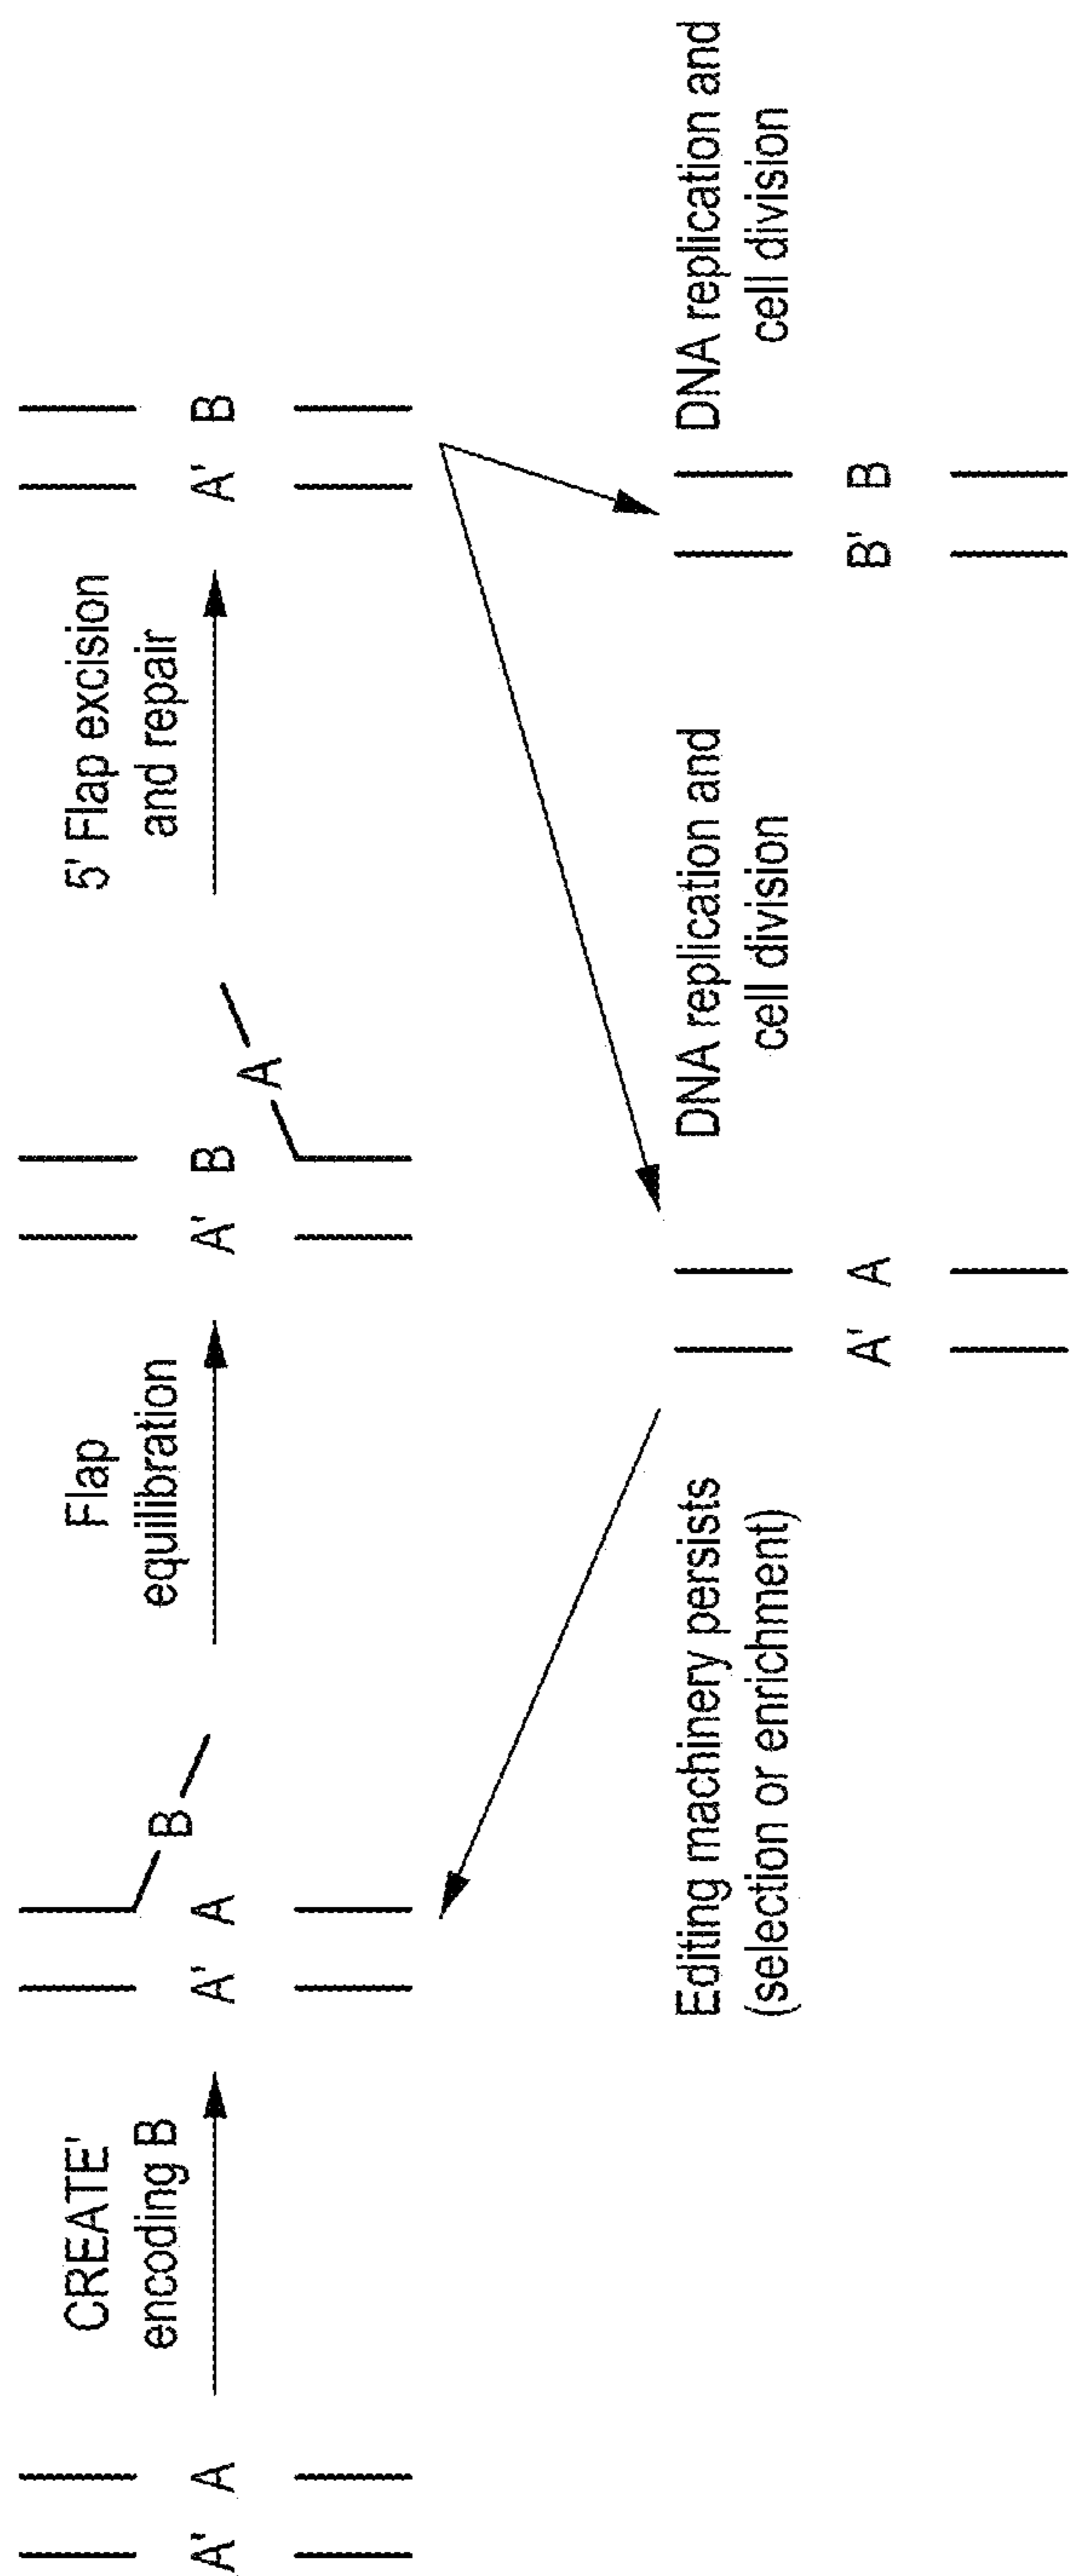 CREATE'
encoding B
Flap
equilibration
5' Flap excision
and repair
A' A
A' A B
A' B A
A' B
Editing machinery persists
(selection or enrichment)
DNA replication and
cell division
DNA replication and
cell division
A' A
B' B